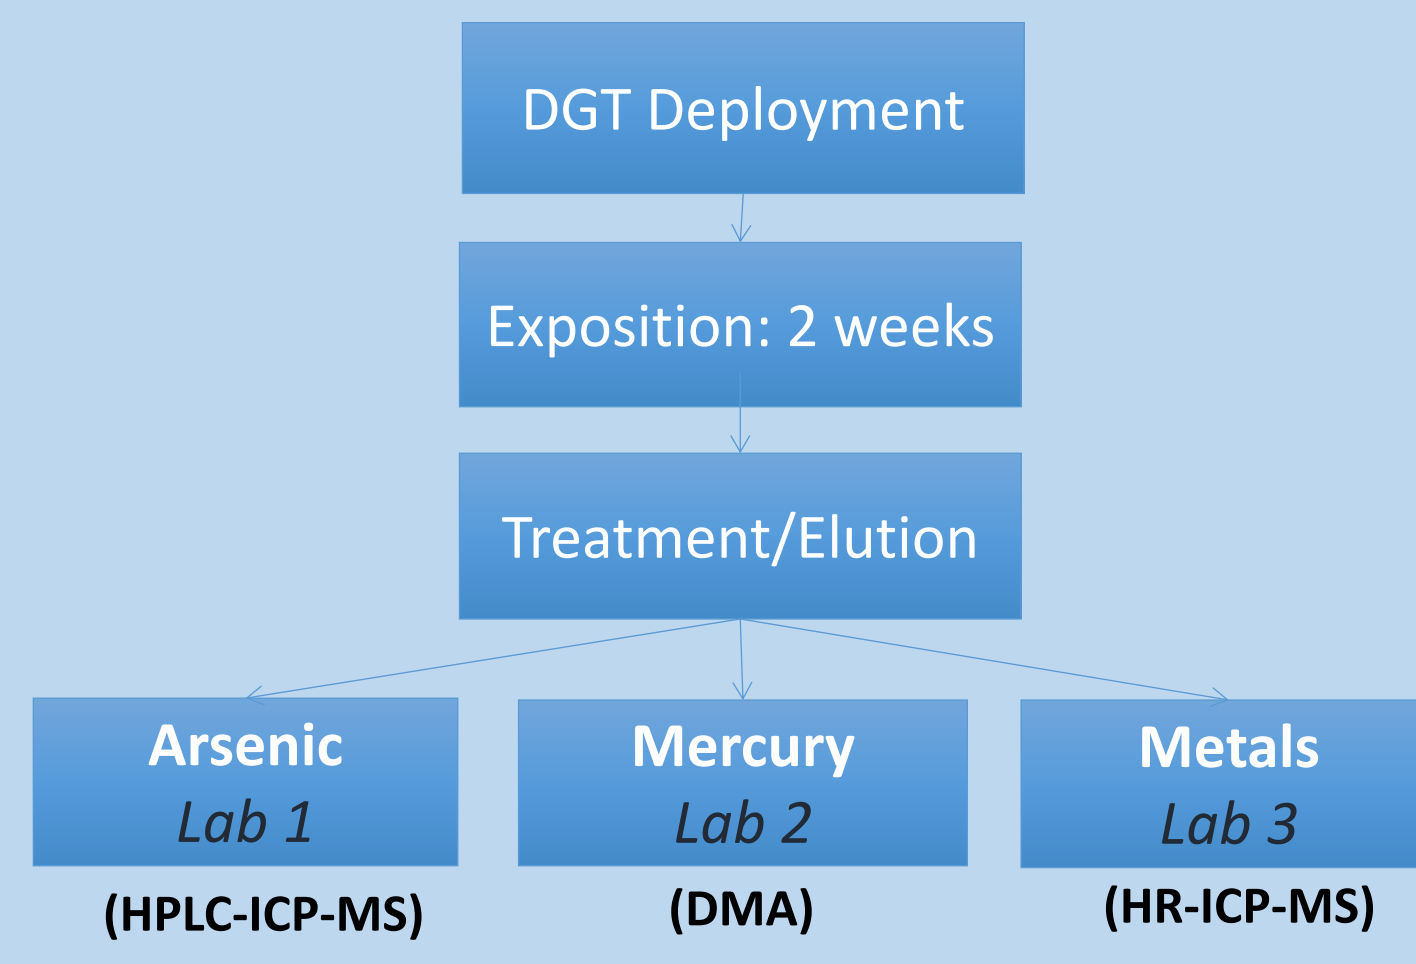 DGT Deployment
Exposition: 2 weeks
Treatment/Elution
Arsenic
Lab 1
(HPLC-ICP-MS)
Mercury
Lab 2
(DMA)
Metals
Lab 3
(HR-ICP-MS)